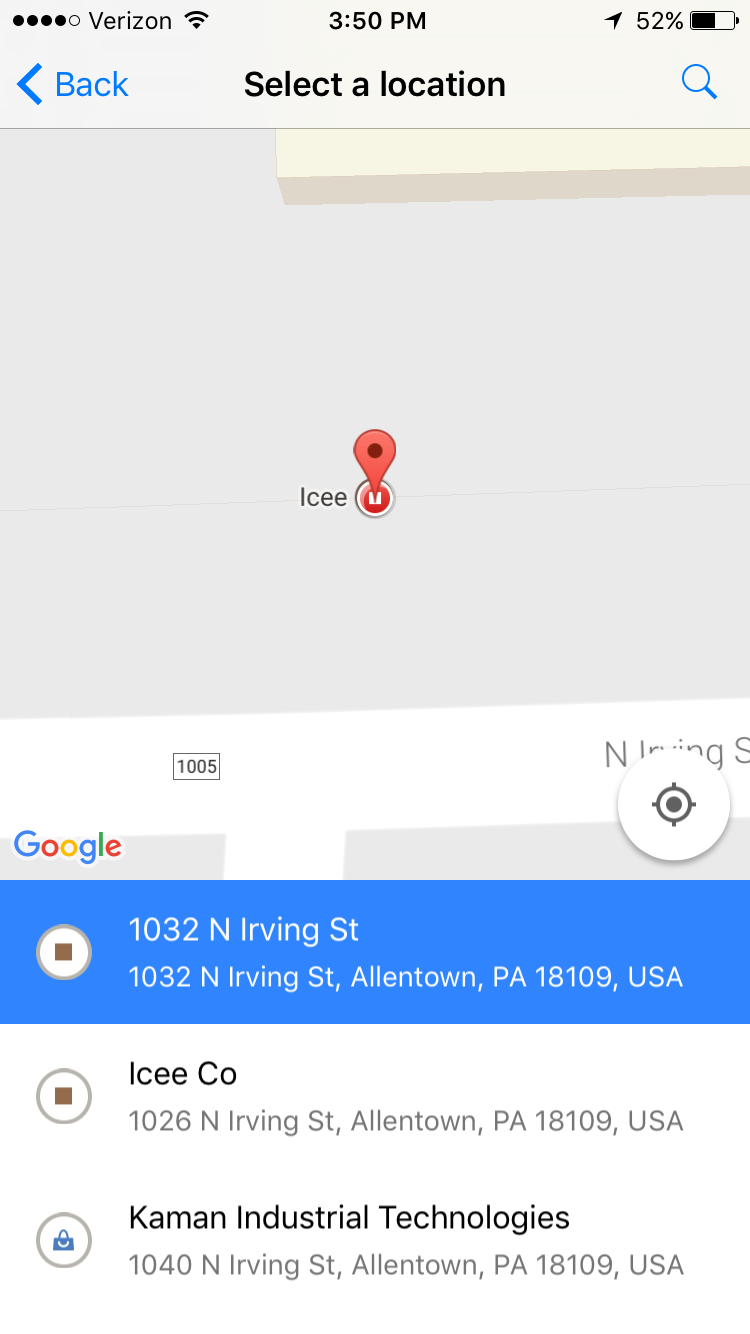 Verizon 3:50 PM 52%
Back Select a location
Icee
1005
N Irving S
Google
1032 N Irving St
1032 N Irving St, Allentown, PA 18109, USA
Icee Co
1026 N Irving St, Allentown, PA 18109, USA
Kaman Industrial Technologies
1040 N Irving St, Allentown, PA 18109, USA